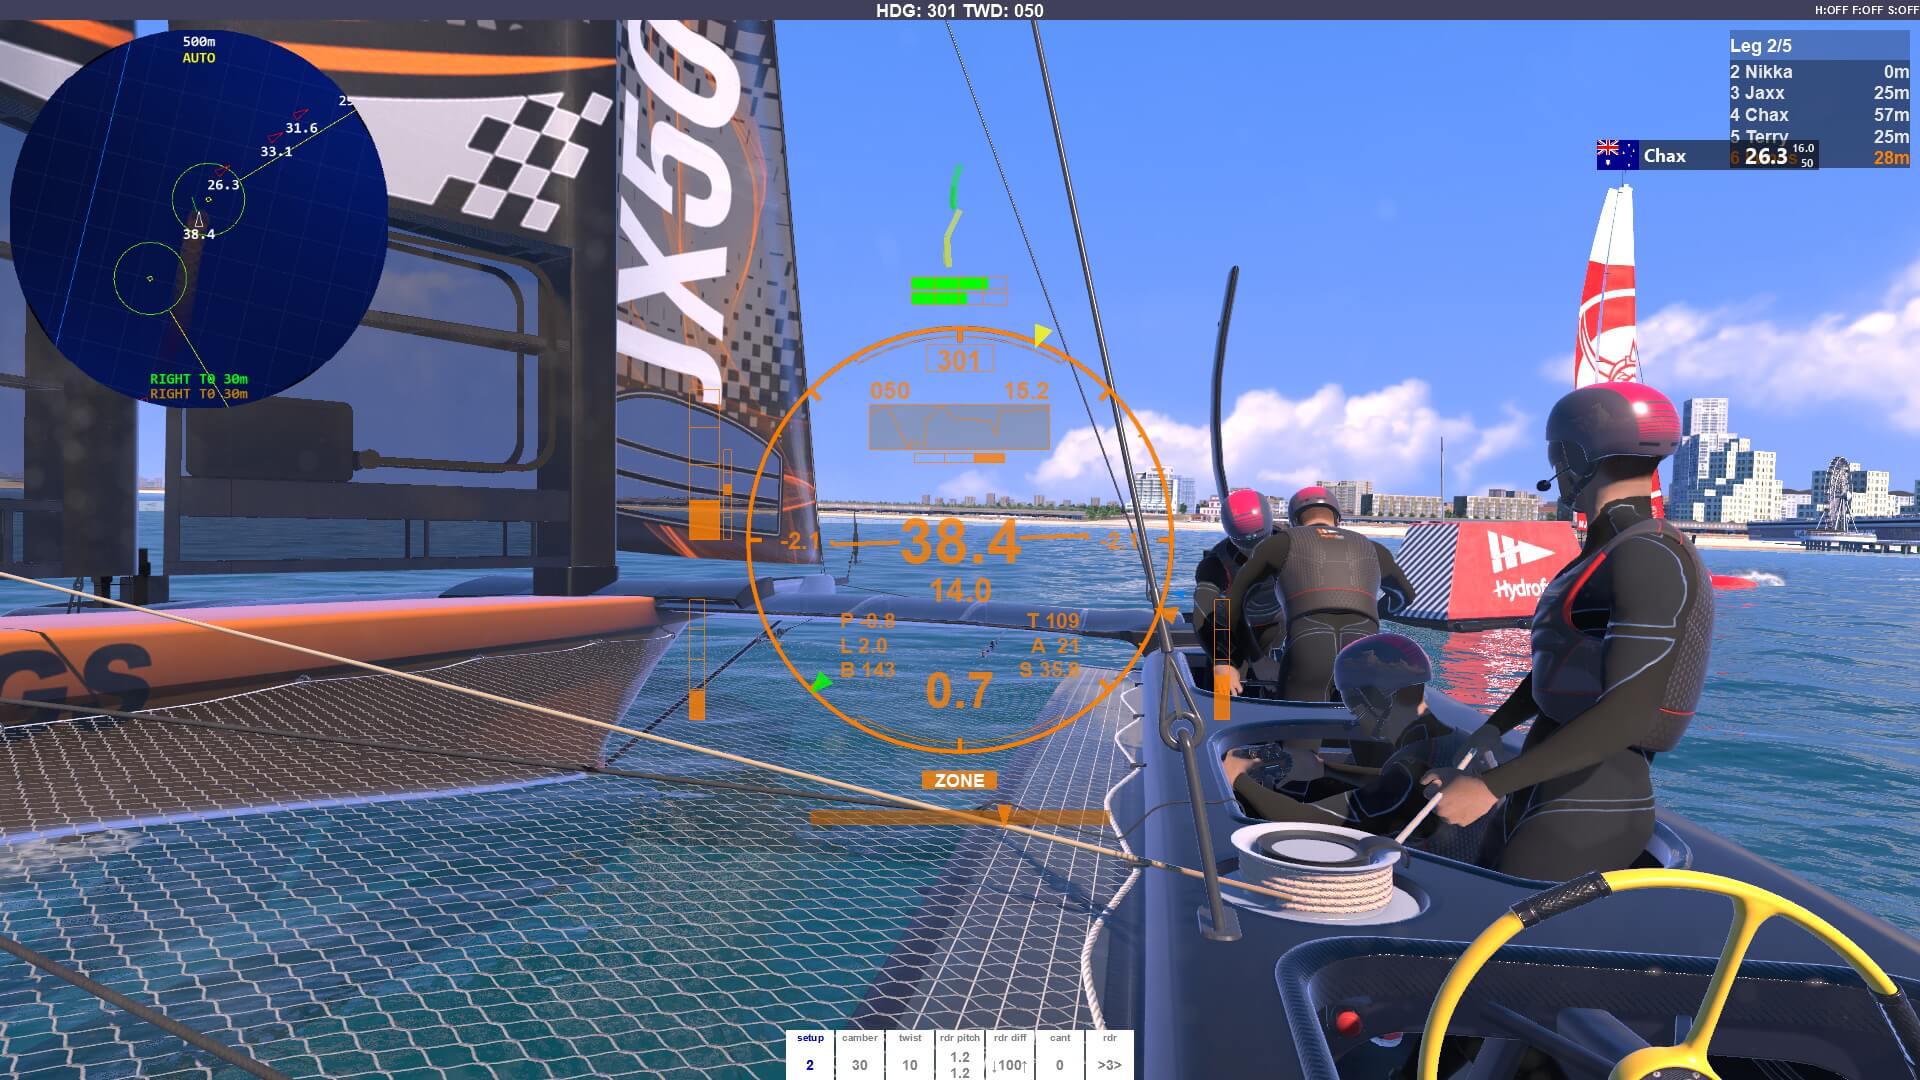 HDG: 301 TWD: 050
H:OFF F:OFF S:OFF
500m
AUTO
25
31.6
33.1
26.3
38.4
RIGHT TO 30m
RIGHT TO 30m
JX50
Leg 2/5
2 Nikka 0m
3 Jaxx 25m
4 Chax 57m
5 Terry 25m
28m
Chax 26.3 16.0
50
301
050 15.2
-2.1 38.4 -2.1
14.0
P -0.8 T 109
L 2.0 A 21
B 143 S 35.8
0.7
ZONE
GS
setup camber twist rdr pitch rdr diff cant rdr
2 30 10 1.2 ↓100↑ 0 >3>
1.2